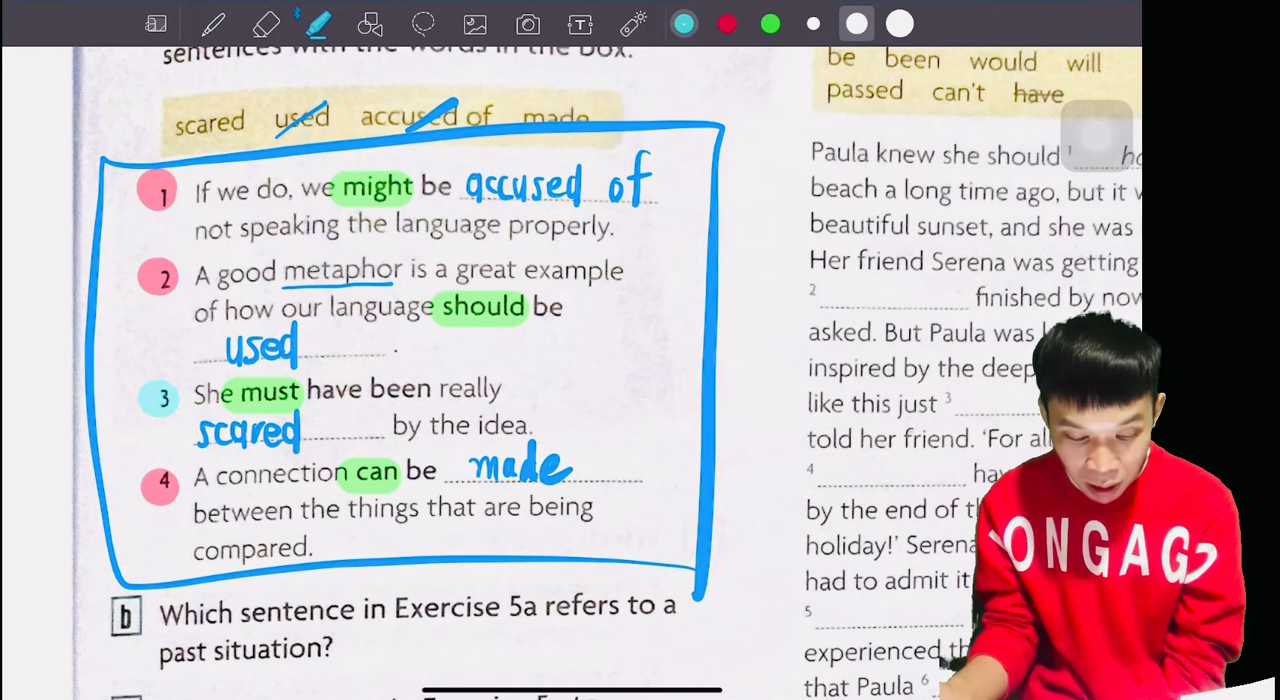 sentences with the words in the box.
scared used accused of made
1 If we do, we might be accused of
not speaking the language properly.
2 A good metaphor is a great example
of how our language should be
used .
3 She must have been really
scared by the idea.
4 A connection can be made
between the things that are being
compared.
b Which sentence in Exercise 5a refers to a
past situation?
be been would will
passed can't have
Paula knew she should
beach a long time ago, but it
beautiful sunset, and she was
Her friend Serena was getting
2 finished by now
asked. But Paula was
inspired by the deep
like this just 3
told her friend. 'For
4
by the end of
holiday!' Serena
had to admit it
5
experienced
that Paula 6
ONGAG